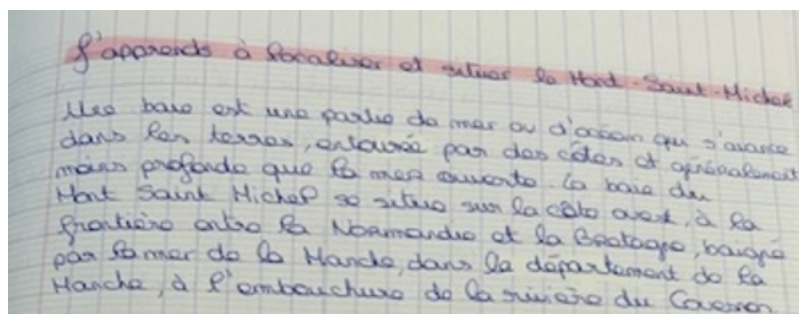 J'apprends à localiser et situer le Mont-Saint-Michel
Une baie est une partie de mer ou d'océan qui s'avance
dans les terres, entourée par des côtes et généralement
moins profonde que la mer ouverte. La baie du
Mont Saint Michel se situe sur la côte ouest, à la
frontière entre la Normandie et la Bretagne, baigné
par la mer de la Manche, dans le département de la
Manche, à l'embouchure de la rivière du Couesnon